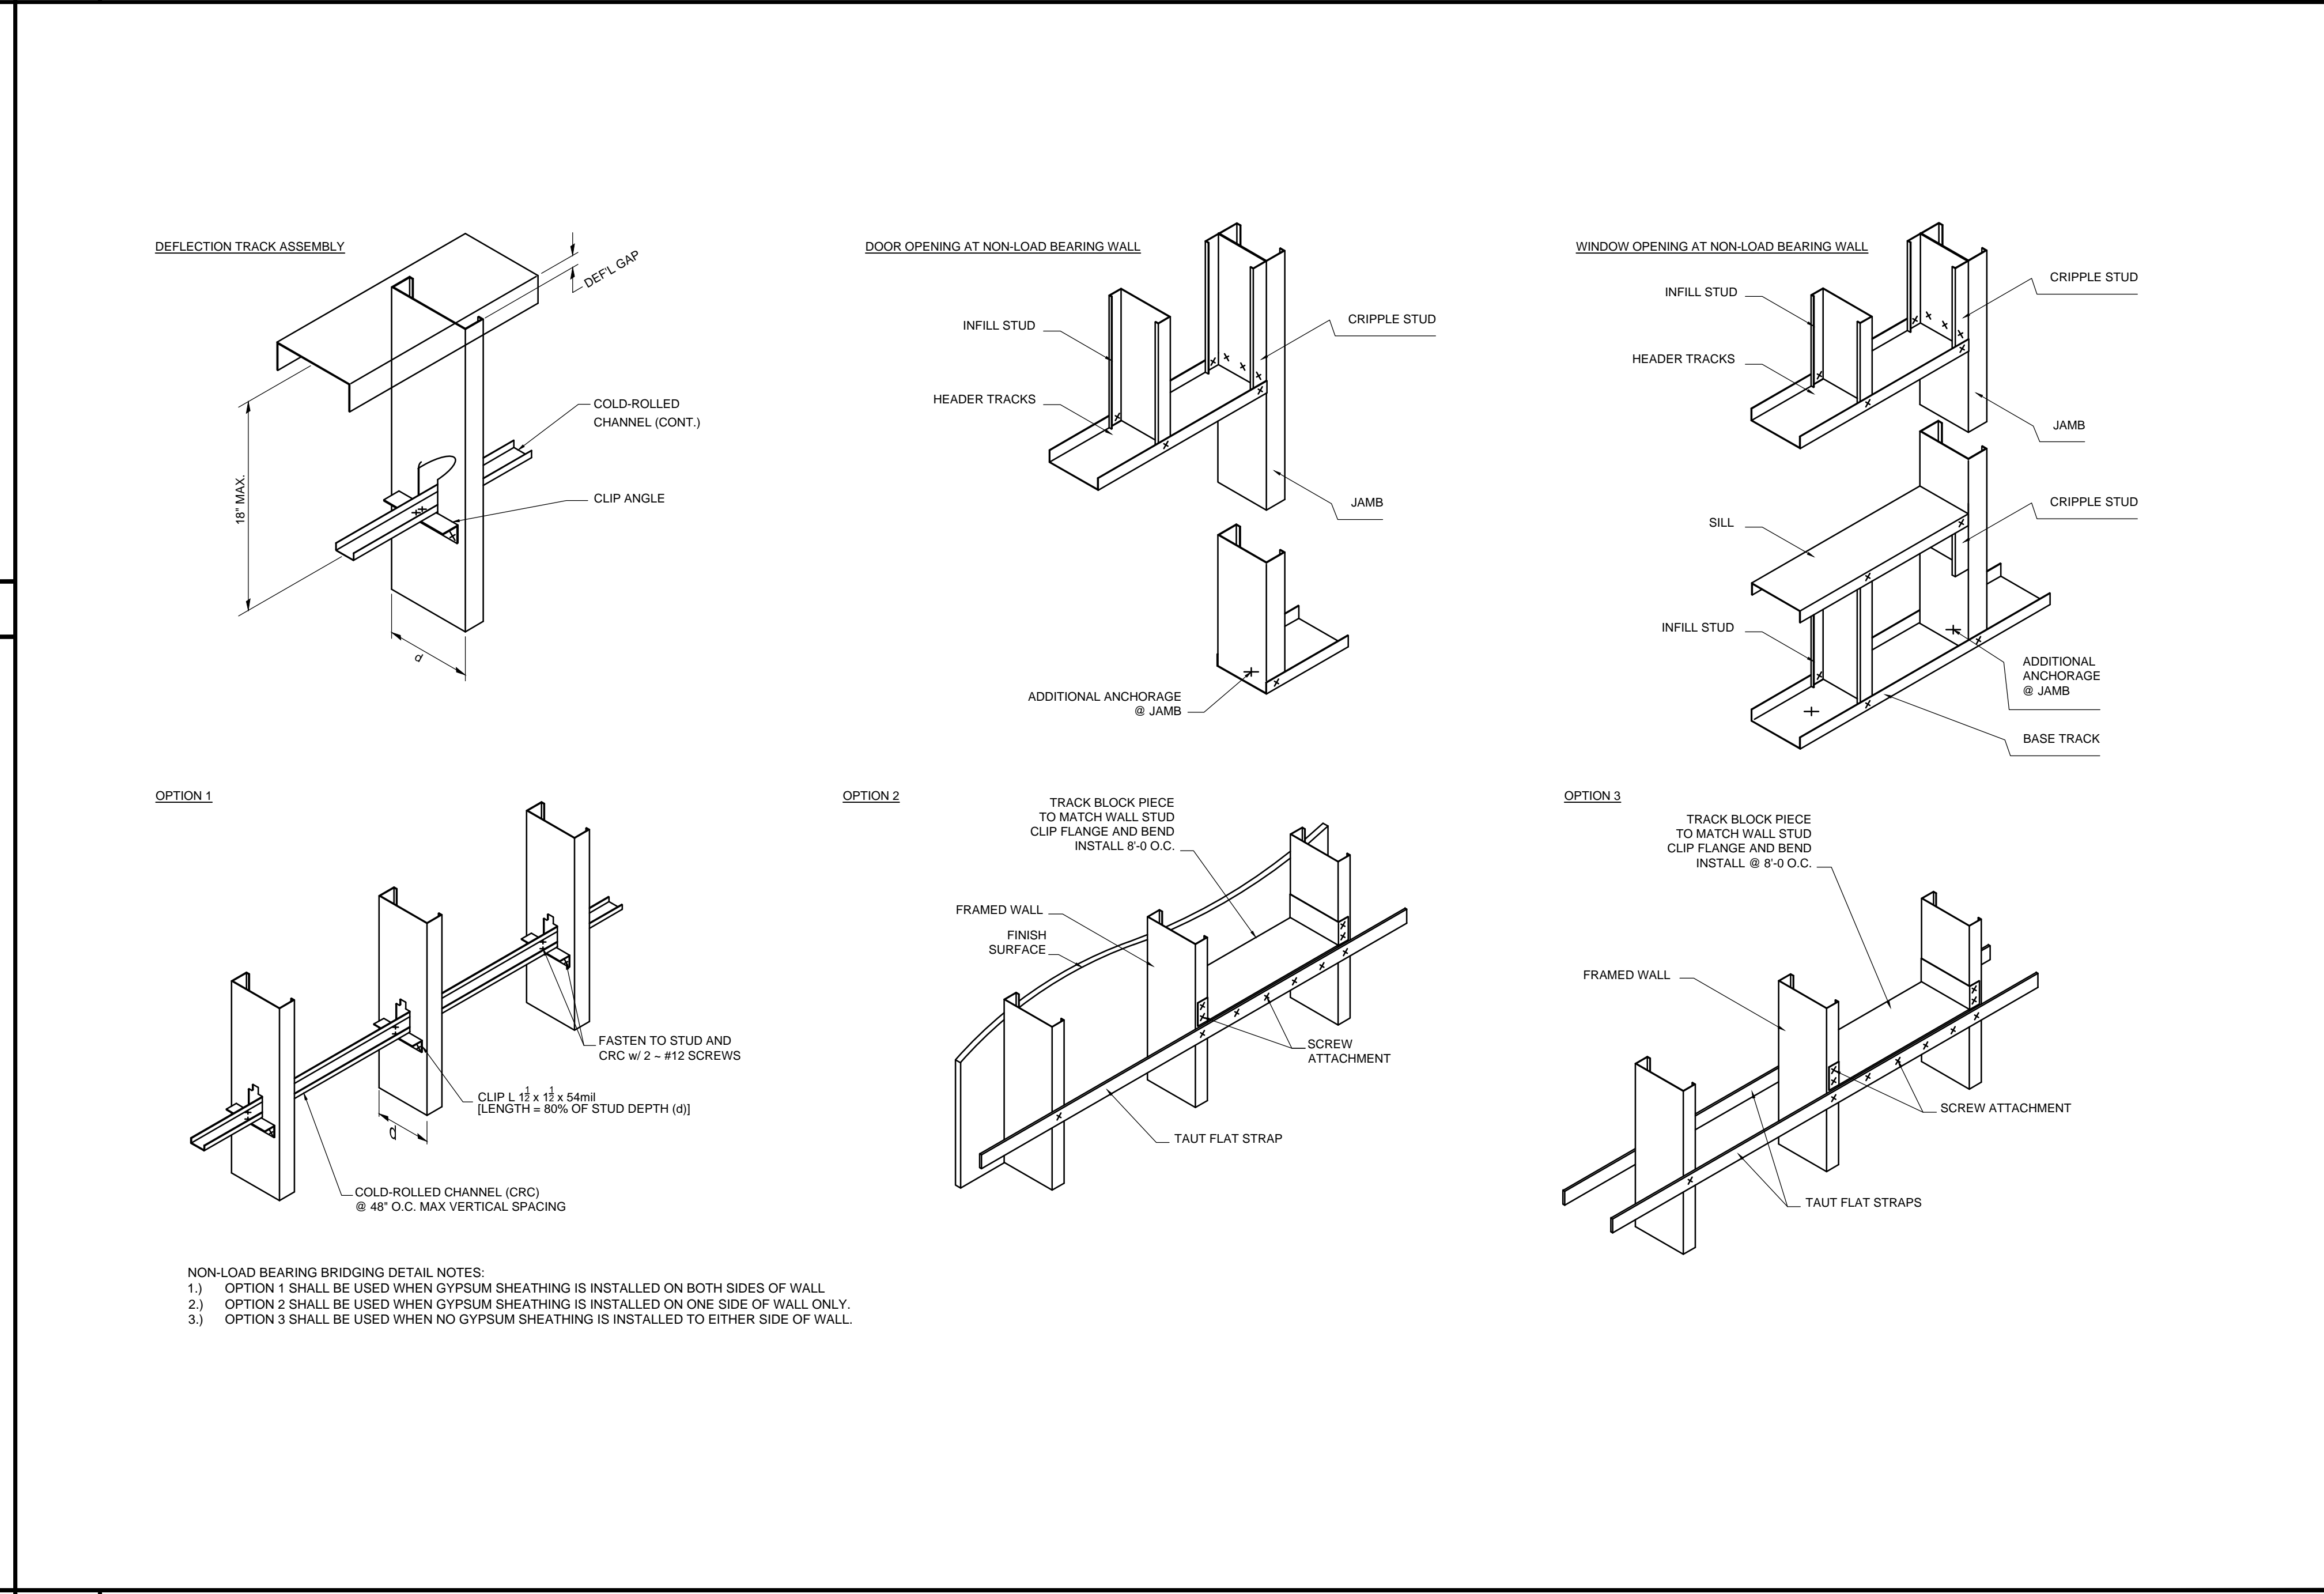 DEFLECTION TRACK ASSEMBLY
DEF'L GAP
COLD-ROLLED
CHANNEL (CONT.)
CLIP ANGLE
18" MAX.
d
DOOR OPENING AT NON-LOAD BEARING WALL
INFILL STUD
CRIPPLE STUD
HEADER TRACKS
JAMB
ADDITIONAL ANCHORAGE
@ JAMB
WINDOW OPENING AT NON-LOAD BEARING WALL
CRIPPLE STUD
INFILL STUD
HEADER TRACKS
JAMB
CRIPPLE STUD
SILL
INFILL STUD
ADDITIONAL
ANCHORAGE
@ JAMB
BASE TRACK
OPTION 1
FASTEN TO STUD AND
CRC w/ 2 ~ #12 SCREWS
CLIP L 1 1/2 x 1 1/2 x 54mil
[LENGTH = 80% OF STUD DEPTH (d)]
d
COLD-ROLLED CHANNEL (CRC)
@ 48" O.C. MAX VERTICAL SPACING
OPTION 2
TRACK BLOCK PIECE
TO MATCH WALL STUD
CLIP FLANGE AND BEND
INSTALL 8'-0 O.C.
FRAMED WALL
FINISH
SURFACE
SCREW
ATTACHMENT
TAUT FLAT STRAP
OPTION 3
TRACK BLOCK PIECE
TO MATCH WALL STUD
CLIP FLANGE AND BEND
INSTALL @ 8'-0 O.C.
FRAMED WALL
SCREW ATTACHMENT
TAUT FLAT STRAPS
NON-LOAD BEARING BRIDGING DETAIL NOTES:
1.) OPTION 1 SHALL BE USED WHEN GYPSUM SHEATHING IS INSTALLED ON BOTH SIDES OF WALL
2.) OPTION 2 SHALL BE USED WHEN GYPSUM SHEATHING IS INSTALLED ON ONE SIDE OF WALL ONLY.
3.) OPTION 3 SHALL BE USED WHEN NO GYPSUM SHEATHING IS INSTALLED TO EITHER SIDE OF WALL.